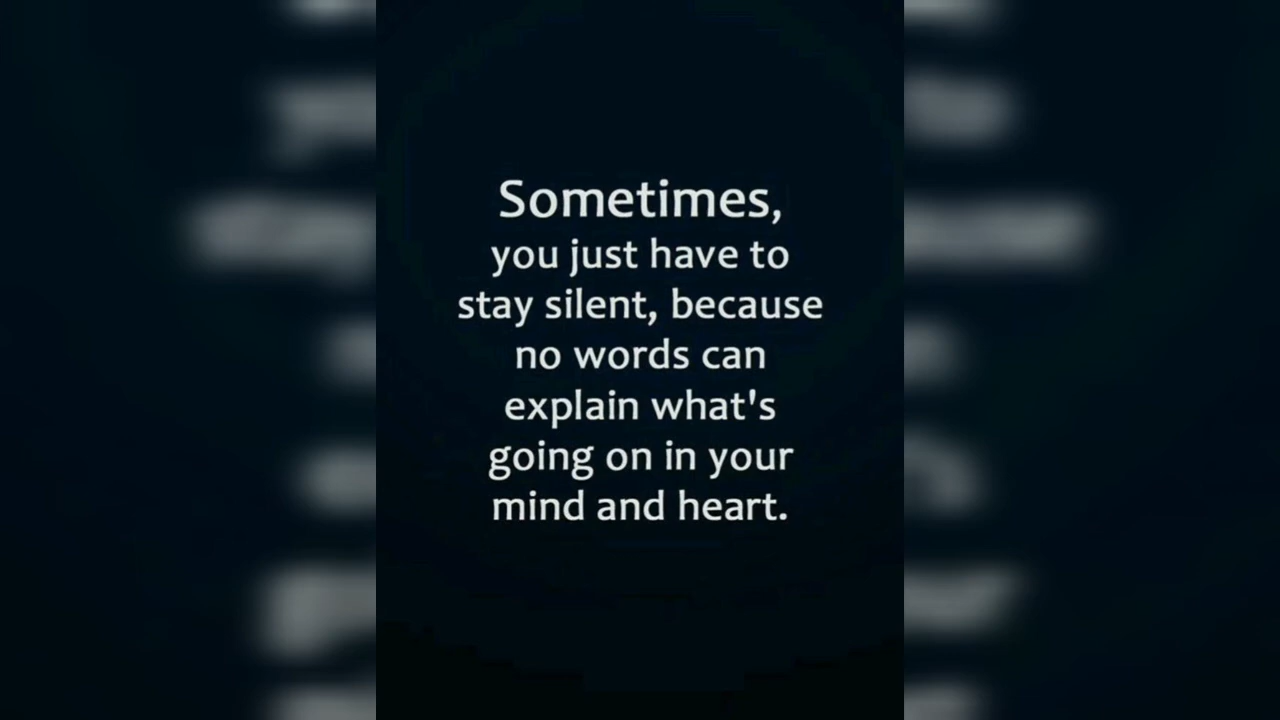 Sometimes,
you just have to
stay silent, because
no words can
explain what's
going on in your
mind and heart.